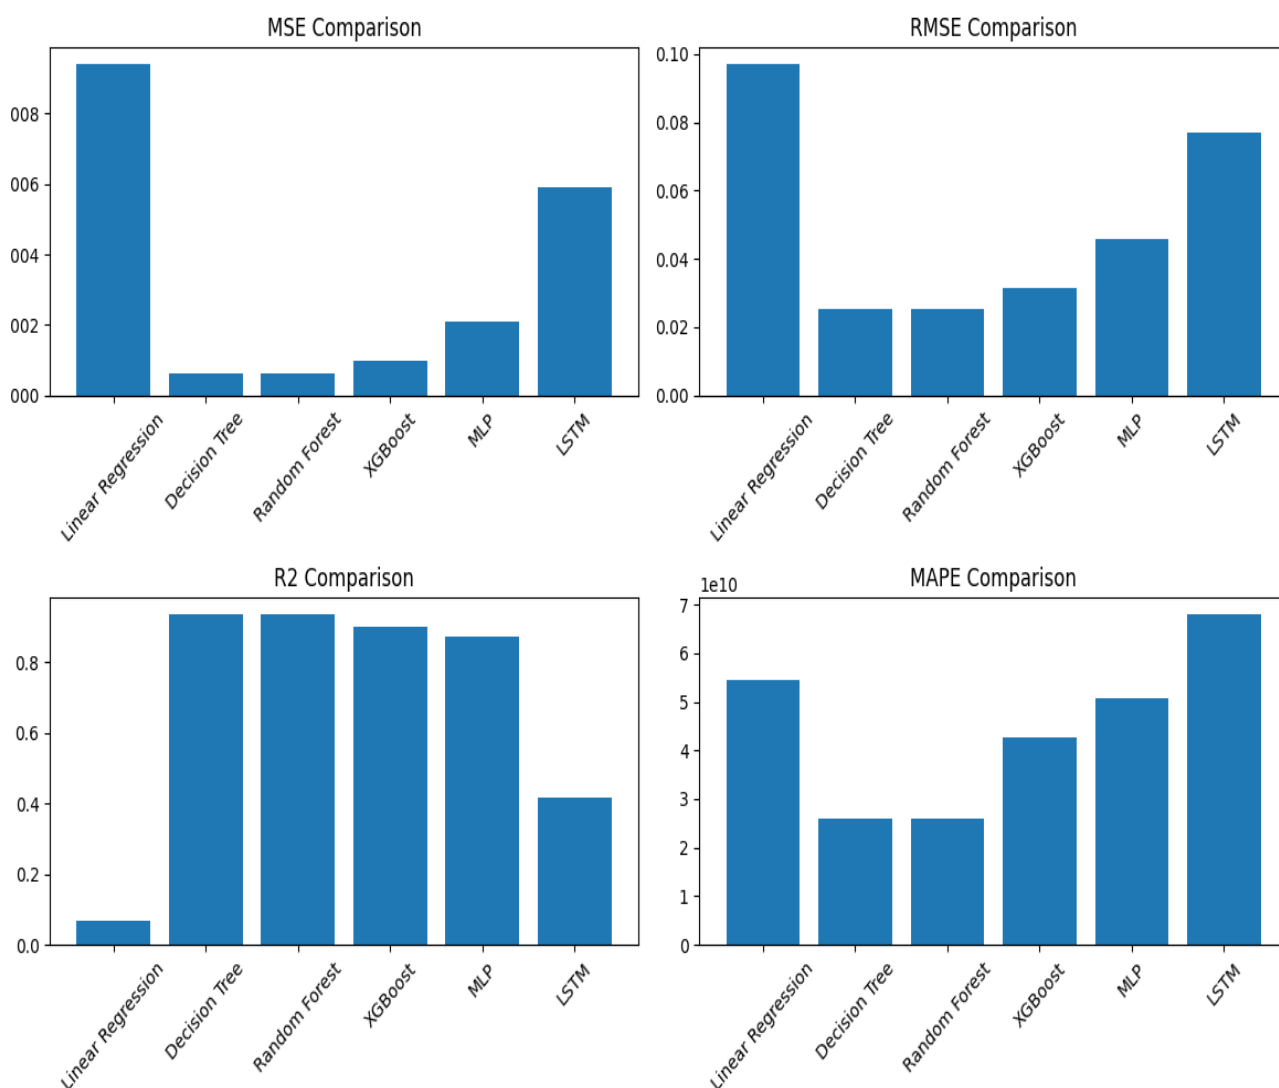 MSE Comparison
008
006
004
002
000
Linear Regression
Decision Tree
Random Forest
XGBoost
MLP
LSTM
RMSE Comparison
0.10
0.08
0.06
0.04
0.02
0.00
Linear Regression
Decision Tree
Random Forest
XGBoost
MLP
LSTM
R2 Comparison
0.8
0.6
0.4
0.2
0.0
Linear Regression
Decision Tree
Random Forest
XGBoost
MLP
LSTM
MAPE Comparison
1e10
7
6
5
4
3
2
1
0
Linear Regression
Decision Tree
Random Forest
XGBoost
MLP
LSTM